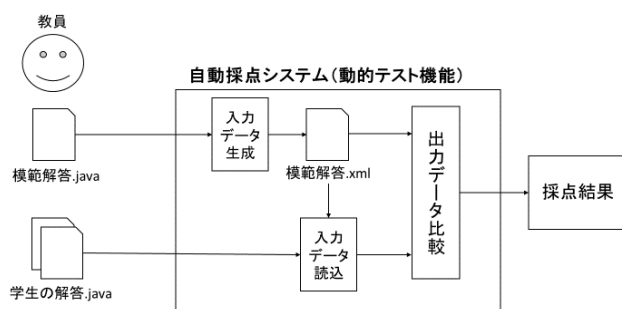 教員
自動採点システム(動的テスト機能)
入力
データ
生成
模範解答.java
模範解答.xml
出力データ比較
採点結果
入力
データ
読込
学生の解答.java